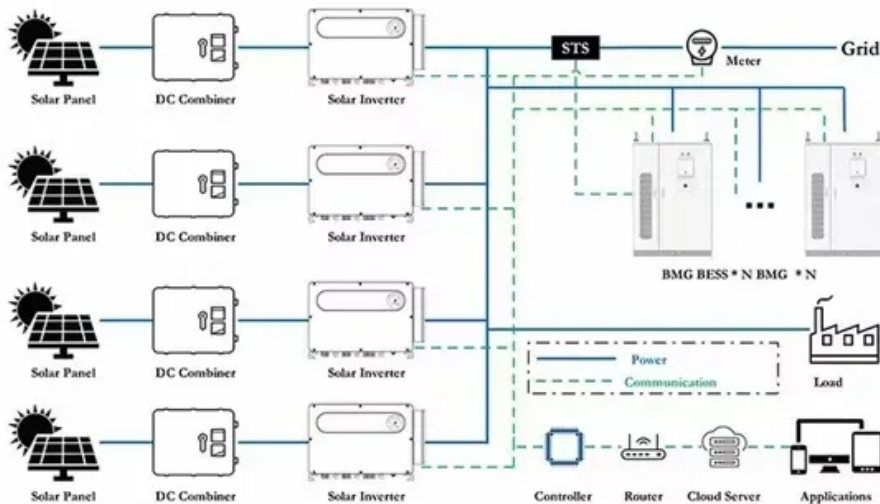 STS
Grid
Meter
Solar Panel
DC Combiner
Solar Inverter
Solar Panel
DC Combiner
Solar Inverter
BMG BESS * N BMG * N
Solar Panel
DC Combiner
Solar Inverter
Power
Communication
Load
Solar Panel
DC Combiner
Solar Inverter
Controller
Router
Cloud Server
Applications